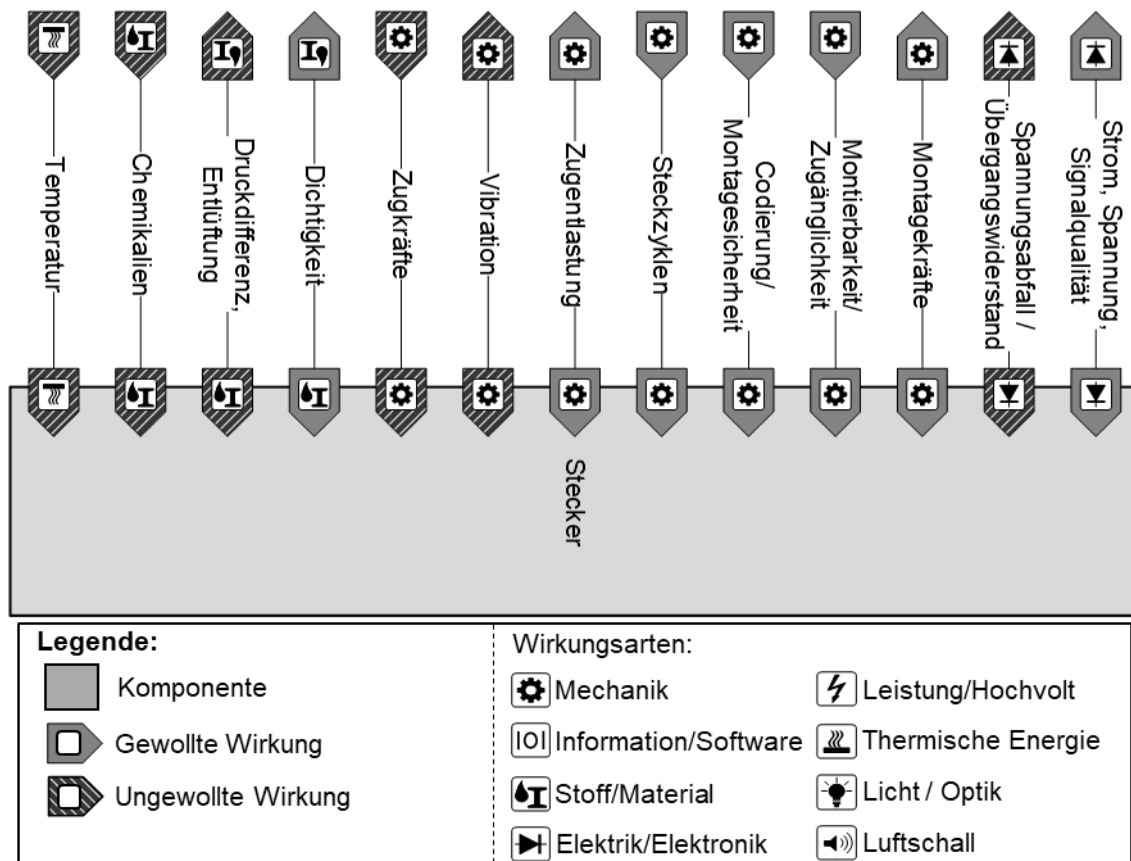 Temperatur
Chemikalien
Druckdifferenz,
Entlüftung
Dichtigkeit
Zugkräfte
Vibration
Zugentlastung
Steckzyklen
Codierung/
Montagesicherheit
Montierbarkeit/
Zugänglichkeit
Montagekräfte
Spannungsabfall /
Übergangswiderstand
Strom, Spannung,
Signalqualität
Stecker
Legende:
Komponente
Gewollte Wirkung
Ungewollte Wirkung
Wirkungsarten:
Mechanik
IOI Information/Software
Stoff/Material
Elektrik/Elektronik
Leistung/Hochvolt
Thermische Energie
Licht / Optik
Luftschall